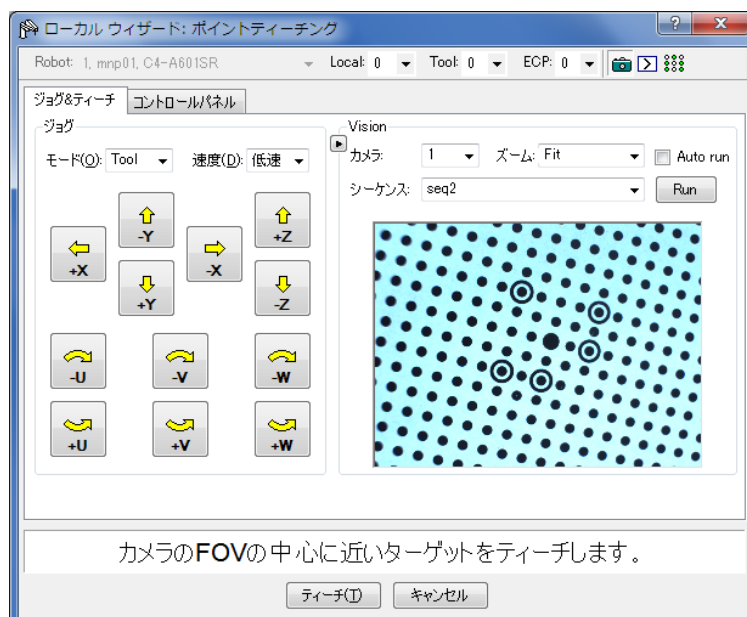 ローカル ウィザード: ポイントティーチング
Robot: 1, mnp01, C4-A601SR Local: 0 Tool: 0 ECP: 0
ジョグ&ティーチ コントロールパネル
ジョグ
モード(O): Tool 速度(D): 低速
+X
-Y
+Y
-X
+Z
-Z
-U
-V
-W
+U
+V
+W
Vision
カメラ: 1 ズーム: Fit Auto run
シーケンス: seq2 Run
カメラのFOVの中心に近いターゲットをティーチします。
ティーチ(T) キャンセル